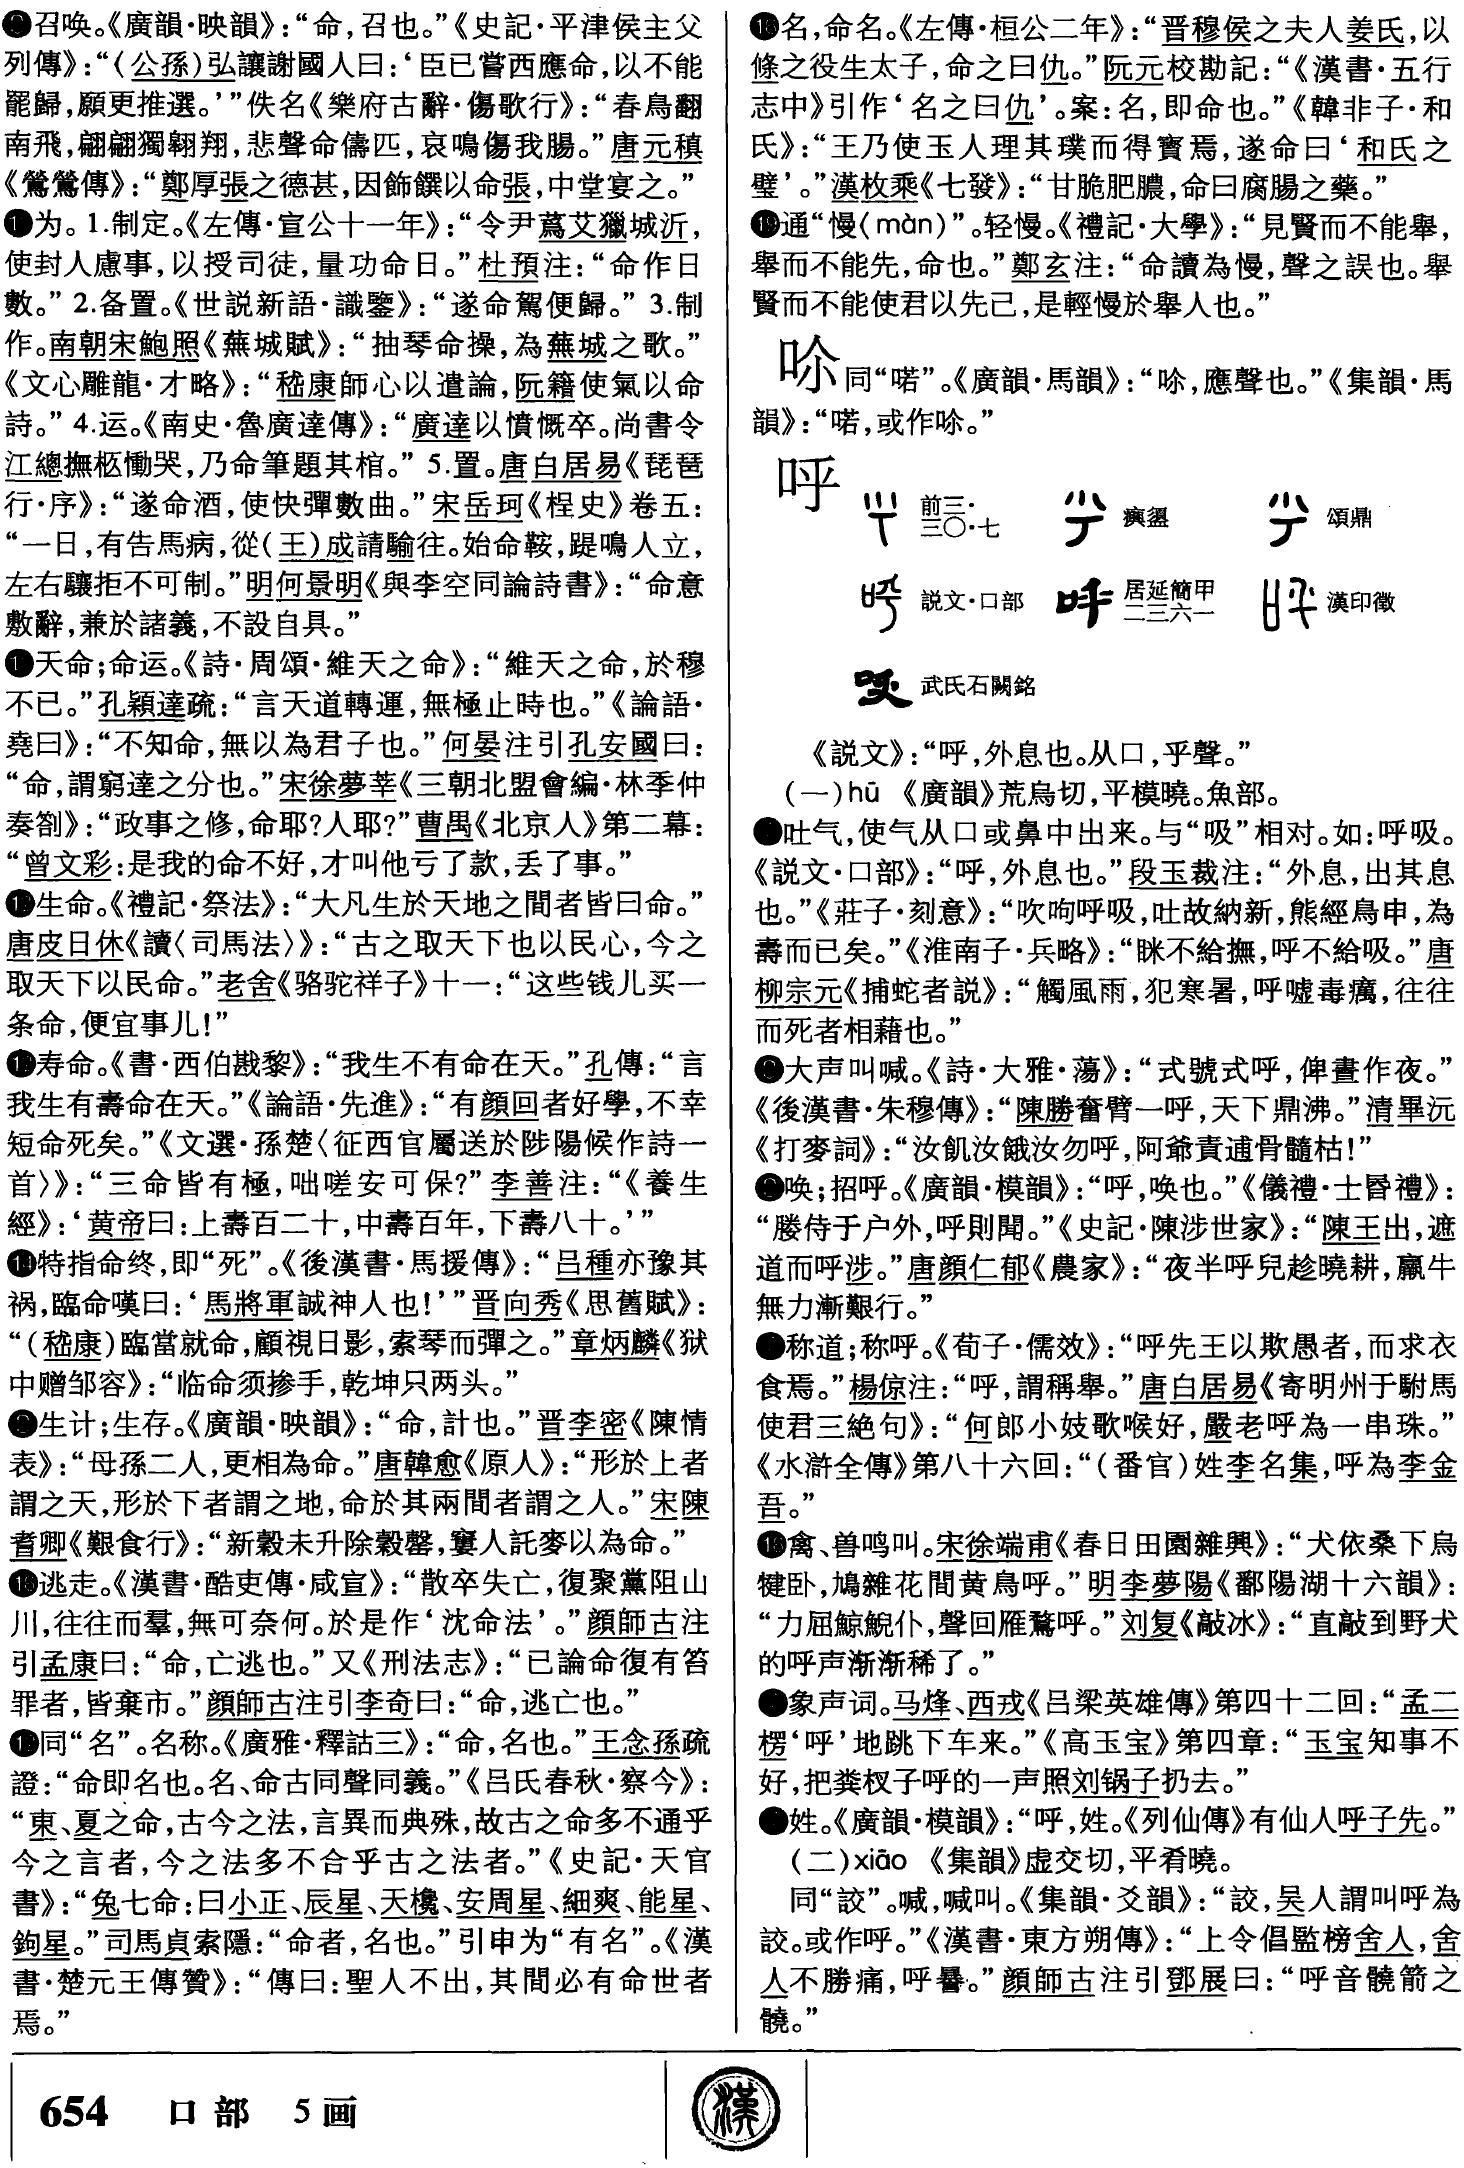 召唤。《廣韻·映韻》：“命，召也。”《史記·平津侯主父
列傳》：“（公孫）弘讓謝國人曰：‘臣已嘗西應命，以不能
罷歸，願更推選。’”佚名《樂府古辭·傷歌行》：“春鳥翻
南飛，翩翩獨翱翔，悲聲命儔匹，哀鳴傷我腸。”唐元稹
《鶯鶯傳》：“鄭厚張之德甚，因飾饌以命張，中堂宴之。”
为。1.制定。《左傳·宣公十一年》：“令尹蒍艾獵城沂，
使封人慮事，以授司徒，量功命日。”杜預注：“命作日
數。”2.备置。《世説新語·識鑒》：“遂命駕便歸。”3.制
作。南朝宋鮑照《蕪城賦》：“抽琴命操，為蕪城之歌。”
《文心雕龍·才略》：“嵇康師心以遣論，阮籍使氣以命
詩。”4.运。《南史·魯廣達傳》：“廣達以憤慨卒。尚書令
江總撫柩慟哭，乃命筆題其棺。”5.置。唐白居易《琵琶
行·序》：“遂命酒，使快彈數曲。”宋岳珂《桯史》卷五：
“一日，有告馬病，從（王）成請騟往。始命鞍，踶鳴人立，
左右驤拒不可制。”明何景明《與李空同論詩書》：“命意
敷辭，兼於諸義，不設自具。”
天命；命运。《詩·周頌·維天之命》：“維天之命，於穆
不已。”孔穎達疏：“言天道轉運，無極止時也。”《論語·
堯曰》：“不知命，無以為君子也。”何晏注引孔安國曰：
“命，謂窮達之分也。”宋徐夢莘《三朝北盟會編·林季仲
奏劄》：“政事之修，命耶？人耶？”曹禺《北京人》第二幕：
“曾文彩：是我的命不好，才叫他亏了款，丢了事。”
生命。《禮記·祭法》：“大凡生於天地之間者皆曰命。”
唐皮日休《讀〈司馬法〉》：“古之取天下也以民心，今之
取天下以民命。”老舍《骆驼祥子》十一：“这些钱儿买一
条命，便宜事儿！”
寿命。《書·西伯戡黎》：“我生不有命在天。”孔傳：“言
我生有壽命在天。”《論語·先進》：“有顔回者好學，不幸
短命死矣。”《文選·孫楚〈征西官屬送於陟陽候作詩一
首〉》：“三命皆有極，咄嗟安可保？”李善注：“《養生
經》：‘黄帝曰：上壽百二十，中壽百年，下壽八十。’”
特指命终，即“死”。《後漢書·馬援傳》：“吕種亦豫其
祸，臨命嘆曰：‘馬將軍誠神人也！’”晋向秀《思舊賦》：
“（嵇康）臨當就命，顧視日影，索琴而彈之。”章炳麟《狱
中赠邹容》：“临命须掺手，乾坤只两头。”
生计；生存。《廣韻·映韻》：“命，計也。”晋李密《陳情
表》：“母孫二人，更相為命。”唐韓愈《原人》：“形於上者
謂之天，形於下者謂之地，命於其兩間者謂之人。”宋陳
耆卿《艱食行》：“新穀未升除穀罄，窶人託麥以為命。”
逃走。《漢書·酷吏傳·咸宣》：“散卒失亡，復聚黨阻山
川，往往而羣，無可奈何。於是作‘沈命法’。”顔師古注
引孟康曰：“命，亡逃也。”又《刑法志》：“已論命復有笞
罪者，皆棄市。”顔師古注引李奇曰：“命，逃亡也。”
同“名”。名称。《廣雅·釋詁三》：“命，名也。”王念孫疏
證：“命即名也。名、命古同聲同義。”《吕氏春秋·察今》：
“東、夏之命，古今之法，言異而典殊，故古之命多不通乎
今之言者，今之法多不合乎古之法者。”《史記·天官
書》：“兔七命：曰小正、辰星、天欃、安周星、細爽、能星、
鉤星。”司馬貞索隱：“命者，名也。”引申为“有名”。《漢
書·楚元王傳贊》：“傳曰：聖人不出，其間必有命世者
焉。”
名，命名。《左傳·桓公二年》：“晋穆侯之夫人姜氏，以
條之役生太子，命之曰仇。”阮元校勘記：“《漢書·五行
志中》引作‘名之曰仇’。案：名，即命也。”《韓非子·和
氏》：“王乃使玉人理其璞而得寶焉，遂命曰‘和氏之
璧’。”漢枚乘《七發》：“甘脆肥膿，命曰腐腸之藥。”
通“慢（màn）”。轻慢。《禮記·大學》：“見賢而不能舉，
舉而不能先，命也。”鄭玄注：“命讀為慢，聲之誤也。舉
賢而不能使君以先己，是輕慢於舉人也。”
唹同“喏”。《廣韻·馬韻》：“唹，應聲也。”《集韻·馬
韻》：“喏，或作唹。”
呼 前三·三〇·七 𤼈盨 頌鼎
説文·口部 居延簡甲二三六一 漢印徵
武氏石闕銘
《説文》：“呼，外息也。从口，乎聲。”
（一）hū 《廣韻》荒烏切，平模曉。魚部。
吐气，使气从口或鼻中出来。与“吸”相对。如：呼吸。
《説文·口部》：“呼，外息也。”段玉裁注：“外息，出其息
也。”《莊子·刻意》：“吹呴呼吸，吐故納新，熊經鳥申，為
壽而已矣。”《淮南子·兵略》：“眯不給撫，呼不給吸。”唐
柳宗元《捕蛇者説》：“觸風雨，犯寒暑，呼噓毒癘，往往
而死者相藉也。”
大声叫喊。《詩·大雅·蕩》：“式號式呼，俾晝作夜。”
《後漢書·朱穆傳》：“陳勝奮臂一呼，天下鼎沸。”清畢沅
《打麥詞》：“汝飢汝餓汝勿呼，阿爺責逋骨髓枯！”
唤；招呼。《廣韻·模韻》：“呼，唤也。”《儀禮·士昏禮》：
“媵侍于户外，呼則聞。”《史記·陳涉世家》：“陳王出，遮
道而呼涉。”唐顔仁郁《農家》：“夜半呼兒趁曉耕，羸牛
無力漸艱行。”
称道；称呼。《荀子·儒效》：“呼先王以欺愚者，而求衣
食焉。”楊倞注：“呼，謂稱舉。”唐白居易《寄明州于駙馬
使君三絶句》：“何郎小妓歌喉好，嚴老呼為一串珠。”
《水滸全傳》第八十六回：“（番官）姓李名集，呼為李金
吾。”
禽、兽鸣叫。宋徐端甫《春日田園雜興》：“犬依桑下烏
犍卧，鳩雜花間黄鳥呼。”明李夢陽《鄱陽湖十六韻》：
“力屈鯨鯢仆，聲回雁鶩呼。”刘复《敲冰》：“直敲到野犬
的呼声渐渐稀了。”
象声词。马烽、西戎《吕梁英雄傳》第四十二回：“孟二
楞‘呼’地跳下车来。”《高玉宝》第四章：“玉宝知事不
好，把粪杈子呼的一声照刘锅子扔去。”
姓。《廣韻·模韻》：“呼，姓。《列仙傳》有仙人呼子先。”
（二）xiāo 《集韻》虚交切，平肴曉。
同“詨”。喊，喊叫。《集韻·爻韻》：“詨，吴人謂叫呼為
詨。或作呼。”《漢書·東方朔傳》：“上令倡監榜舍人，舍
人不勝痛，呼謈。”顔師古注引鄧展曰：“呼音髐箭之
髐。”
654 口部 5画
漢